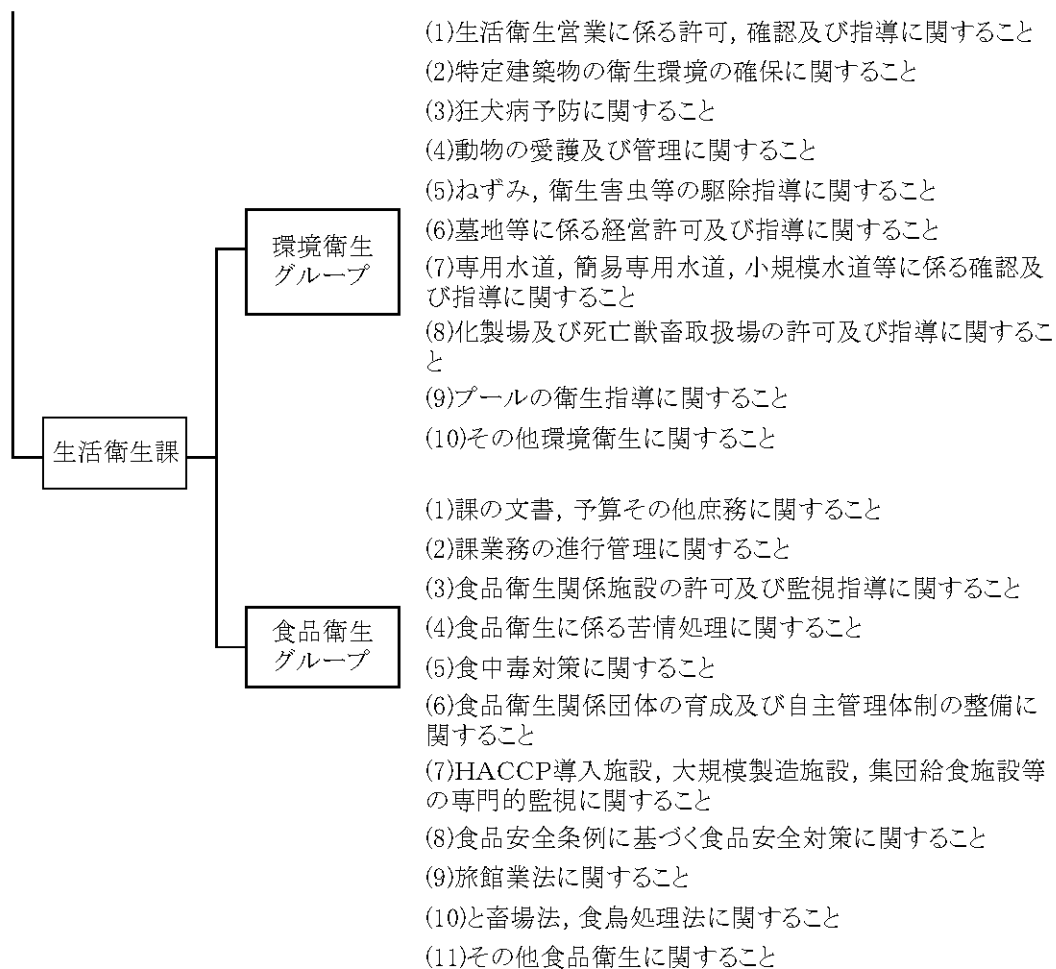 生活衛生課
環境衛生
グループ
(1)生活衛生営業に係る許可, 確認及び指導に関すること
(2)特定建築物の衛生環境の確保に関すること
(3)狂犬病予防に関すること
(4)動物の愛護及び管理に関すること
(5)ねずみ, 衛生害虫等の駆除指導に関すること
(6)墓地等に係る経営許可及び指導に関すること
(7)専用水道, 簡易専用水道, 小規模水道等に係る確認及
び指導に関すること
(8)化製場及び死亡獣畜取扱場の許可及び指導に関するこ
と
(9)プールの衛生指導に関すること
(10)その他環境衛生に関すること
食品衛生
グループ
(1)課の文書, 予算その他庶務に関すること
(2)課業務の進行管理に関すること
(3)食品衛生関係施設の許可及び監視指導に関すること
(4)食品衛生に係る苦情処理に関すること
(5)食中毒対策に関すること
(6)食品衛生関係団体の育成及び自主管理体制の整備に
関すること
(7)HACCP導入施設, 大規模製造施設, 集団給食施設等
の専門的監視に関すること
(8)食品安全条例に基づく食品安全対策に関すること
(9)旅館業法に関すること
(10)と畜場法, 食鳥処理法に関すること
(11)その他食品衛生に関すること